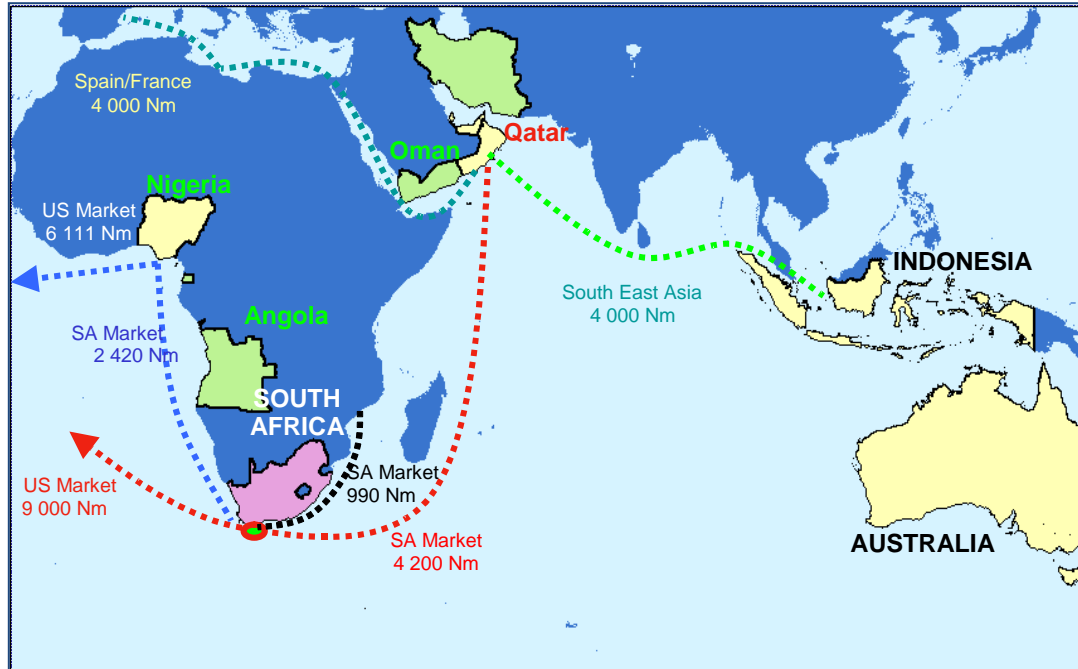 Spain/France
4 000 Nm
Qatar
Oman
Nigeria
US Market
6 111 Nm
INDONESIA
South East Asia
4 000 Nm
Angola
SA Market
2 420 Nm
SOUTH
AFRICA
SA Market
990 Nm
US Market
9 000 Nm
SA Market
4 200 Nm
AUSTRALIA